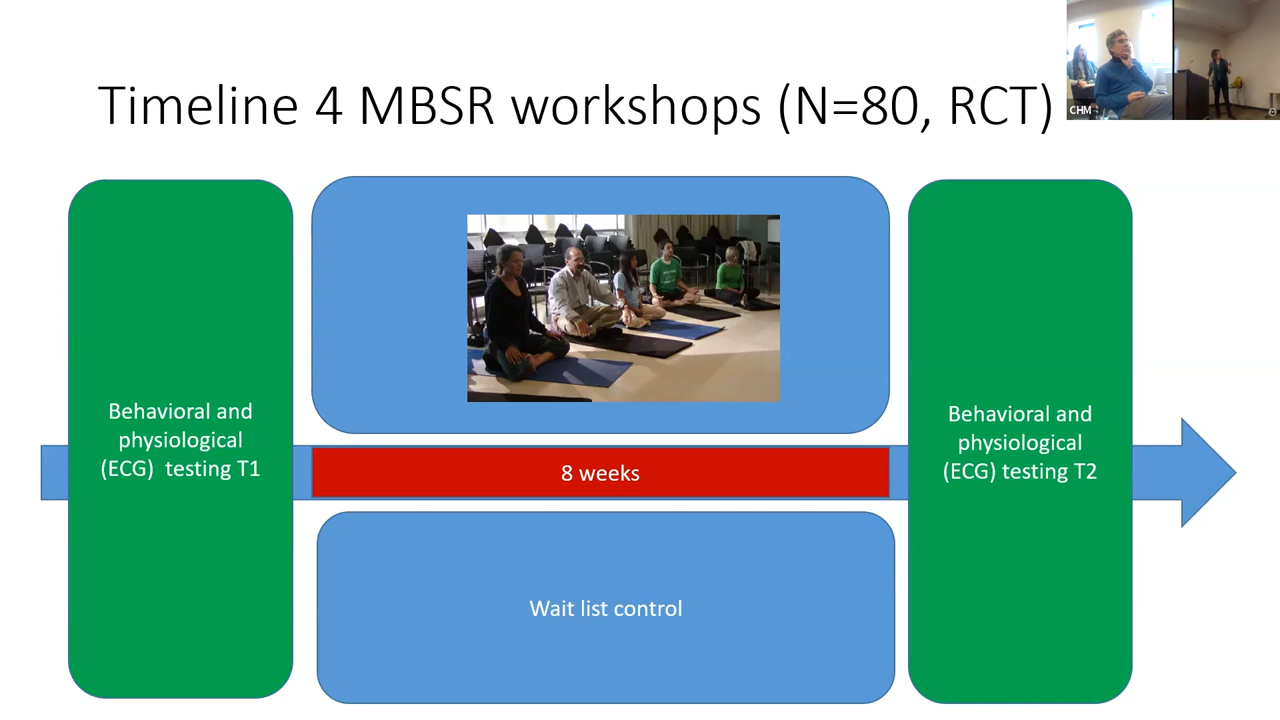 Timeline 4 MBSR workshops (N=80, RCT)
CHM
Behavioral and
physiological
(ECG) testing T1
8 weeks
Behavioral and
physiological
(ECG) testing T2
Wait list control